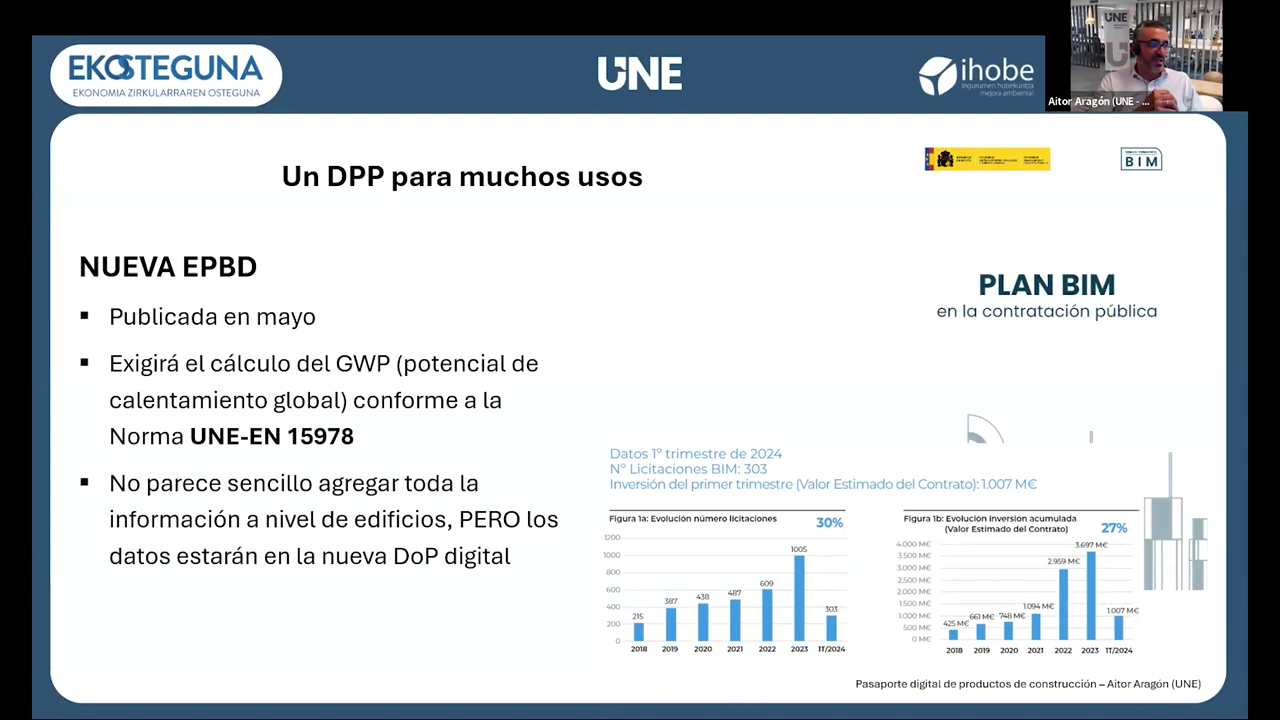 EKOSTEGUNA
EKONOMIA ZIRKULARRAREN OSTEGUNA
UNE
ihobe
ingurumen hobekuntza
mejora ambiental
UNE
Aitor Aragón (UNE - ...
Un DPP para muchos usos
BIM
NUEVA EPBD
▪ Publicada en mayo
▪ Exigirá el cálculo del GWP (potencial de
calentamiento global) conforme a la
Norma UNE-EN 15978
▪ No parece sencillo agregar toda la
información a nivel de edificios, PERO los
datos estarán en la nueva DoP digital
PLAN BIM
en la contratación pública
Datos 1º trimestre de 2024
Nº Licitaciones BIM: 303
Inversión del primer trimestre (Valor Estimado del Contrato): 1.007 M€
Figura 1a: Evolución número licitaciones
30%
1200
1000
800
600
400
200
0
215
387
438
487
609
1005
303
2018 2019 2020 2021 2022 2023 1T/2024
Figura 1b: Evolución inversión acumulada
(Valor Estimado del Contrato)
27%
4.000 M€
3.500 M€
3.000 M€
2.500 M€
2.000 M€
1.500 M€
1.000 M€
500 M€
0 M€
425 M€
661 M€
748 M€
1.094 M€
2.959 M€
3.697 M€
1.007 M€
2018 2019 2020 2021 2022 2023 1T/2024
Pasaporte digital de productos de construcción – Aitor Aragón (UNE)